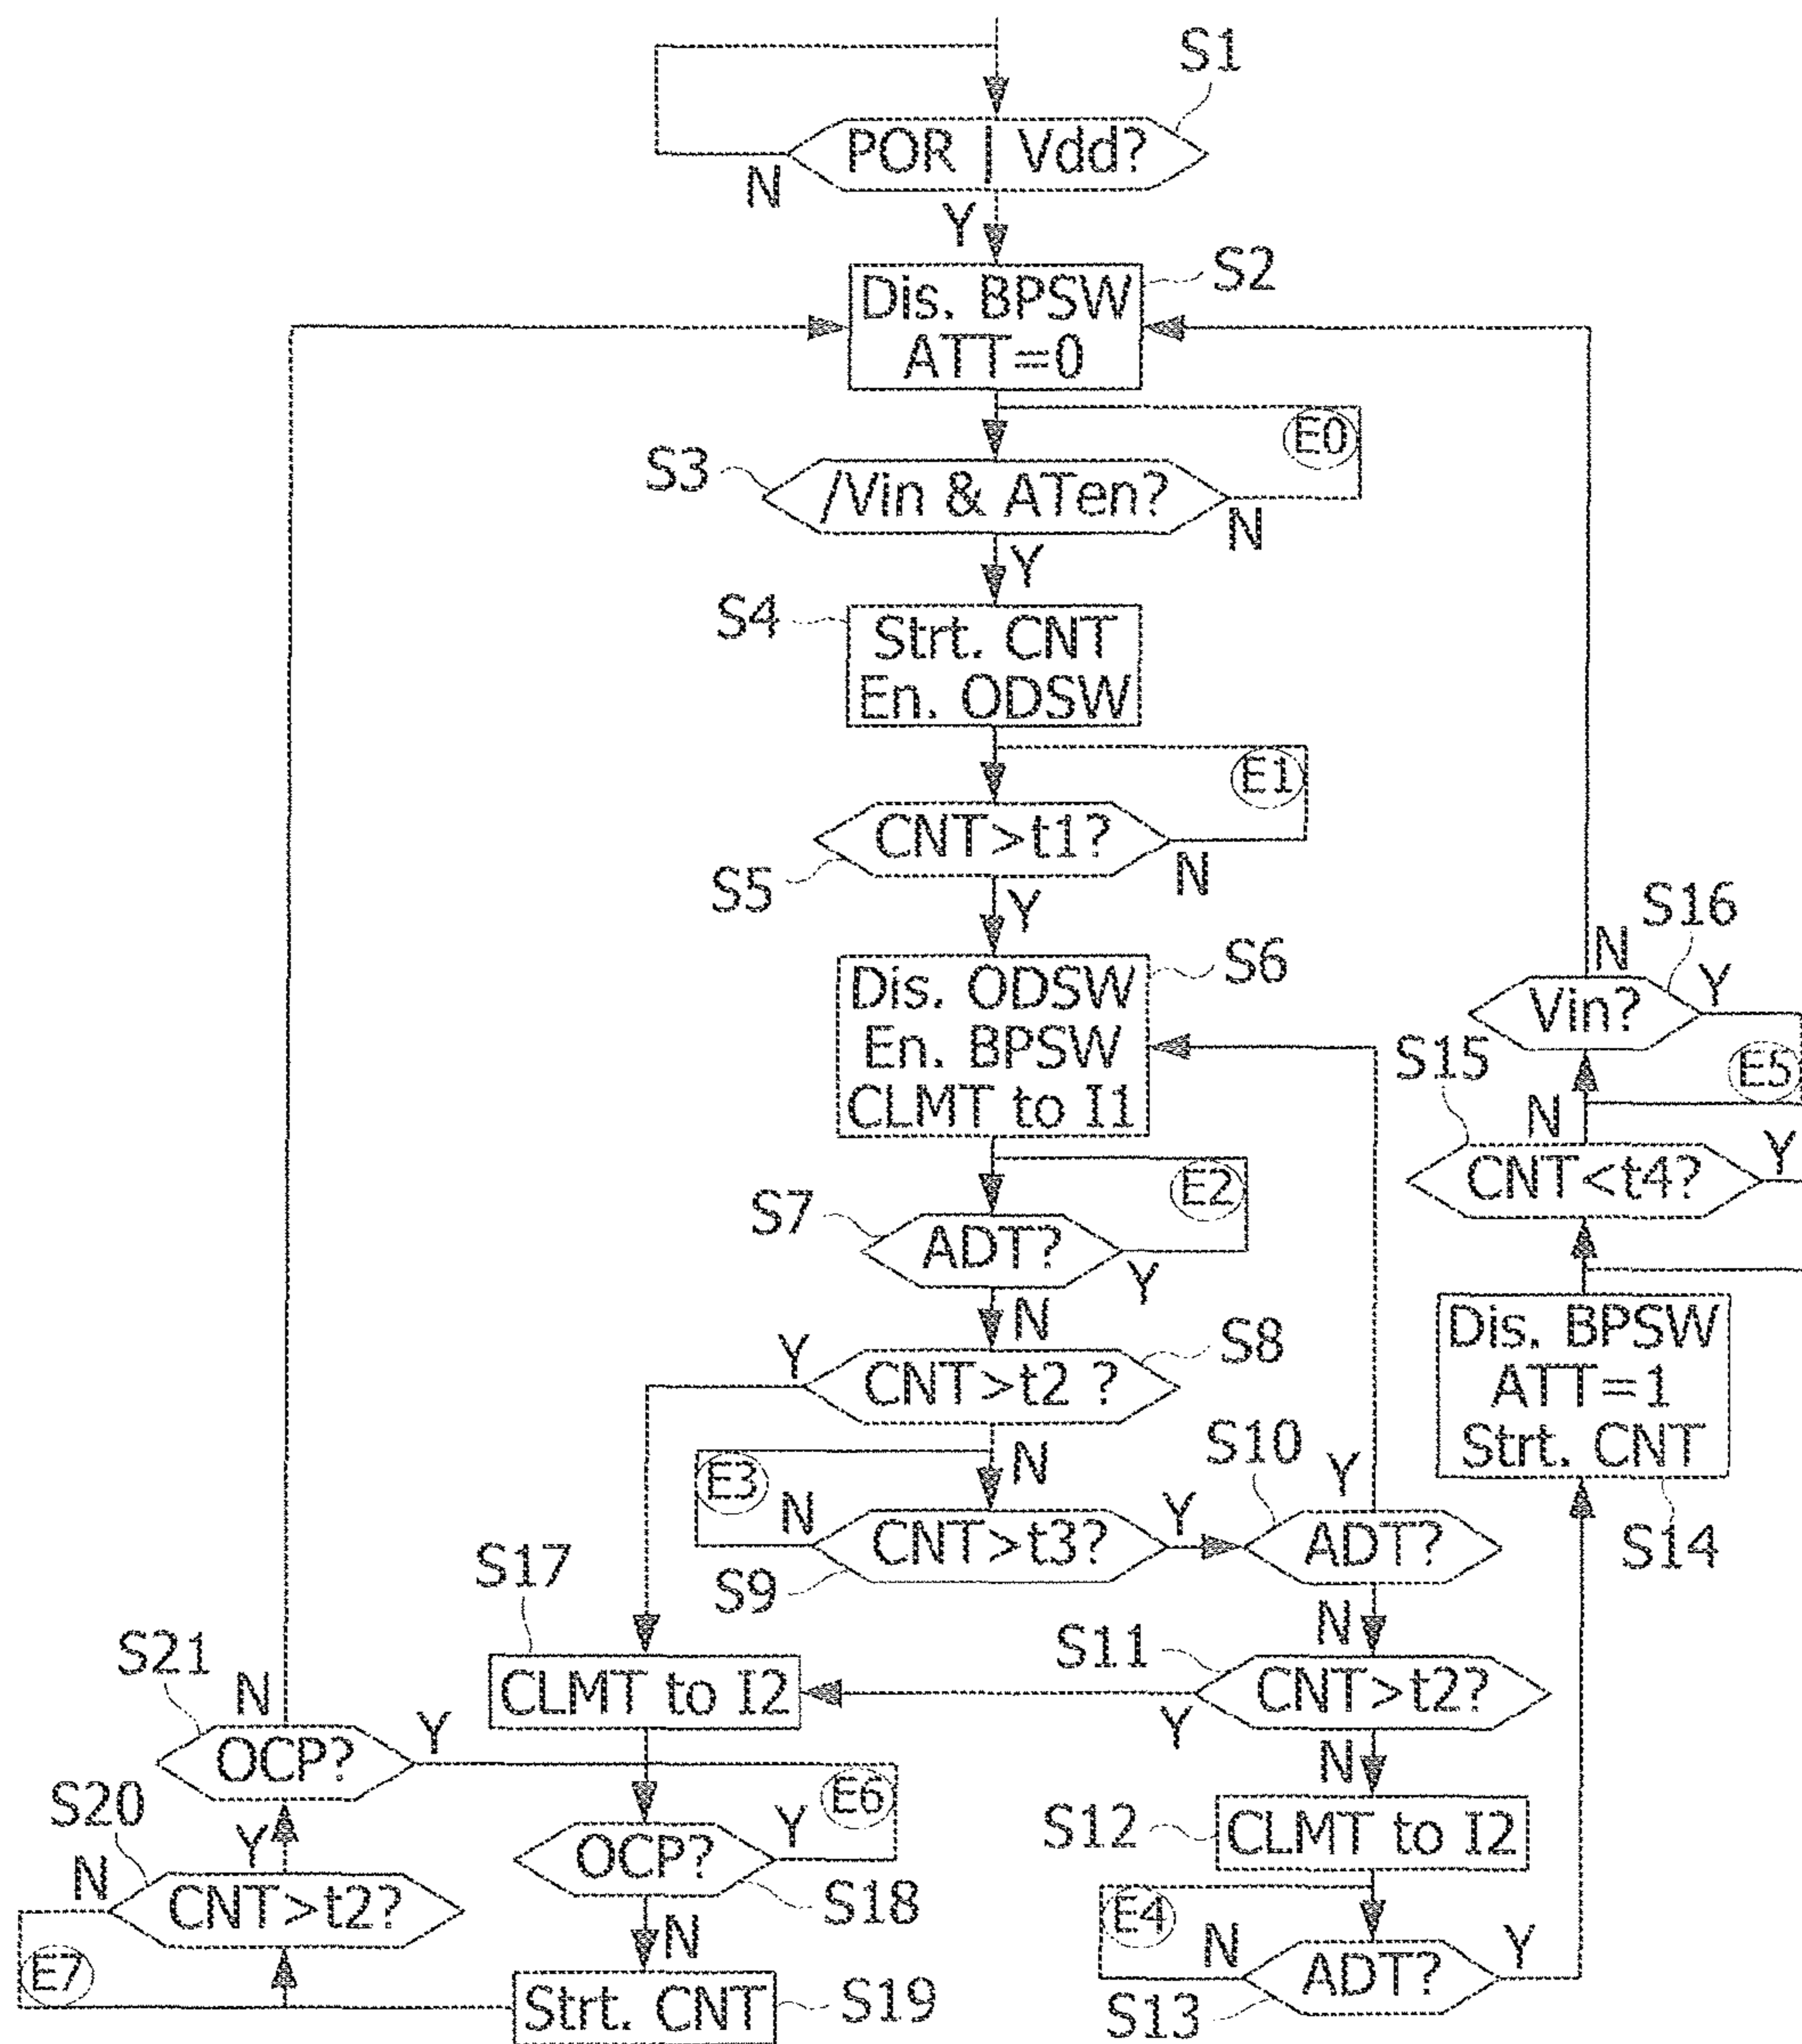 S1
POR | Vdd?
N
Y
S2
Dis. BPSW
ATT=0
E0
S3
/Vin & ATen?
N
Y
S4
Strt. CNT
En. ODSW
E1
CNT>t1?
S5
N
Y
S16
N
Y
S6
Dis. ODSW
En. BPSW
CLMT to I1
Vin?
S15
E5
N
Y
CNT<t4?
E2
S7
ADT?
Y
N
S8
Y
CNT>t2 ?
Dis. BPSW
ATT=1
Strt. CNT
S14
N
S10
Y
E3
N
CNT>t3?
Y
ADT?
S9
S17
N
S11
CLMT to I2
CNT>t2?
Y
N
S21
N
OCP?
Y
E6
S12
CLMT to I2
S20
Y
N
CNT>t2?
OCP?
Y
S18
N
E4
N
ADT?
Y
S13
E7
Strt. CNT
S19